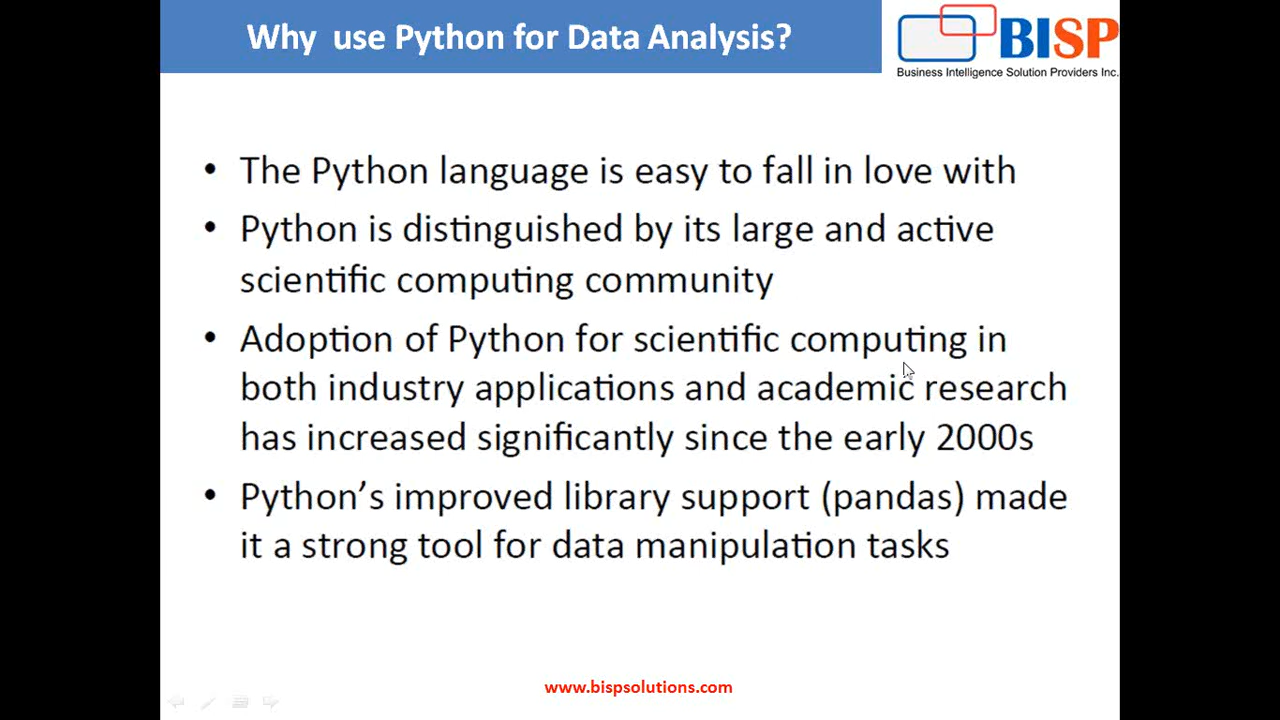 Why use Python for Data Analysis?
BISP
Business Intelligence Solution Providers Inc.
• The Python language is easy to fall in love with
• Python is distinguished by its large and active
scientific computing community
• Adoption of Python for scientific computing in
both industry applications and academic research
has increased significantly since the early 2000s
• Python’s improved library support (pandas) made
it a strong tool for data manipulation tasks
www.bispsolutions.com